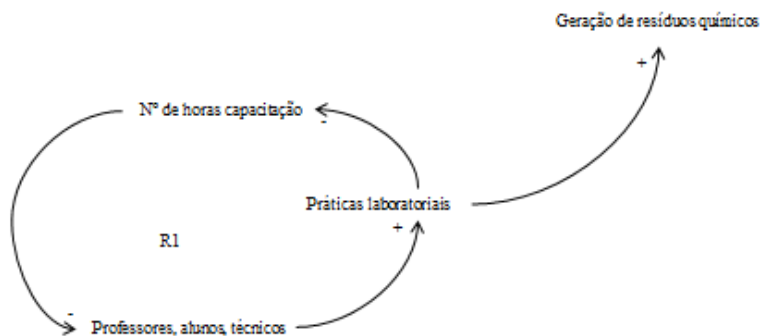 Geração de resíduos químicos
+
Nº de horas capacitação
-
Práticas laboratoriais
+
R1
-
Professores, alunos, técnicos